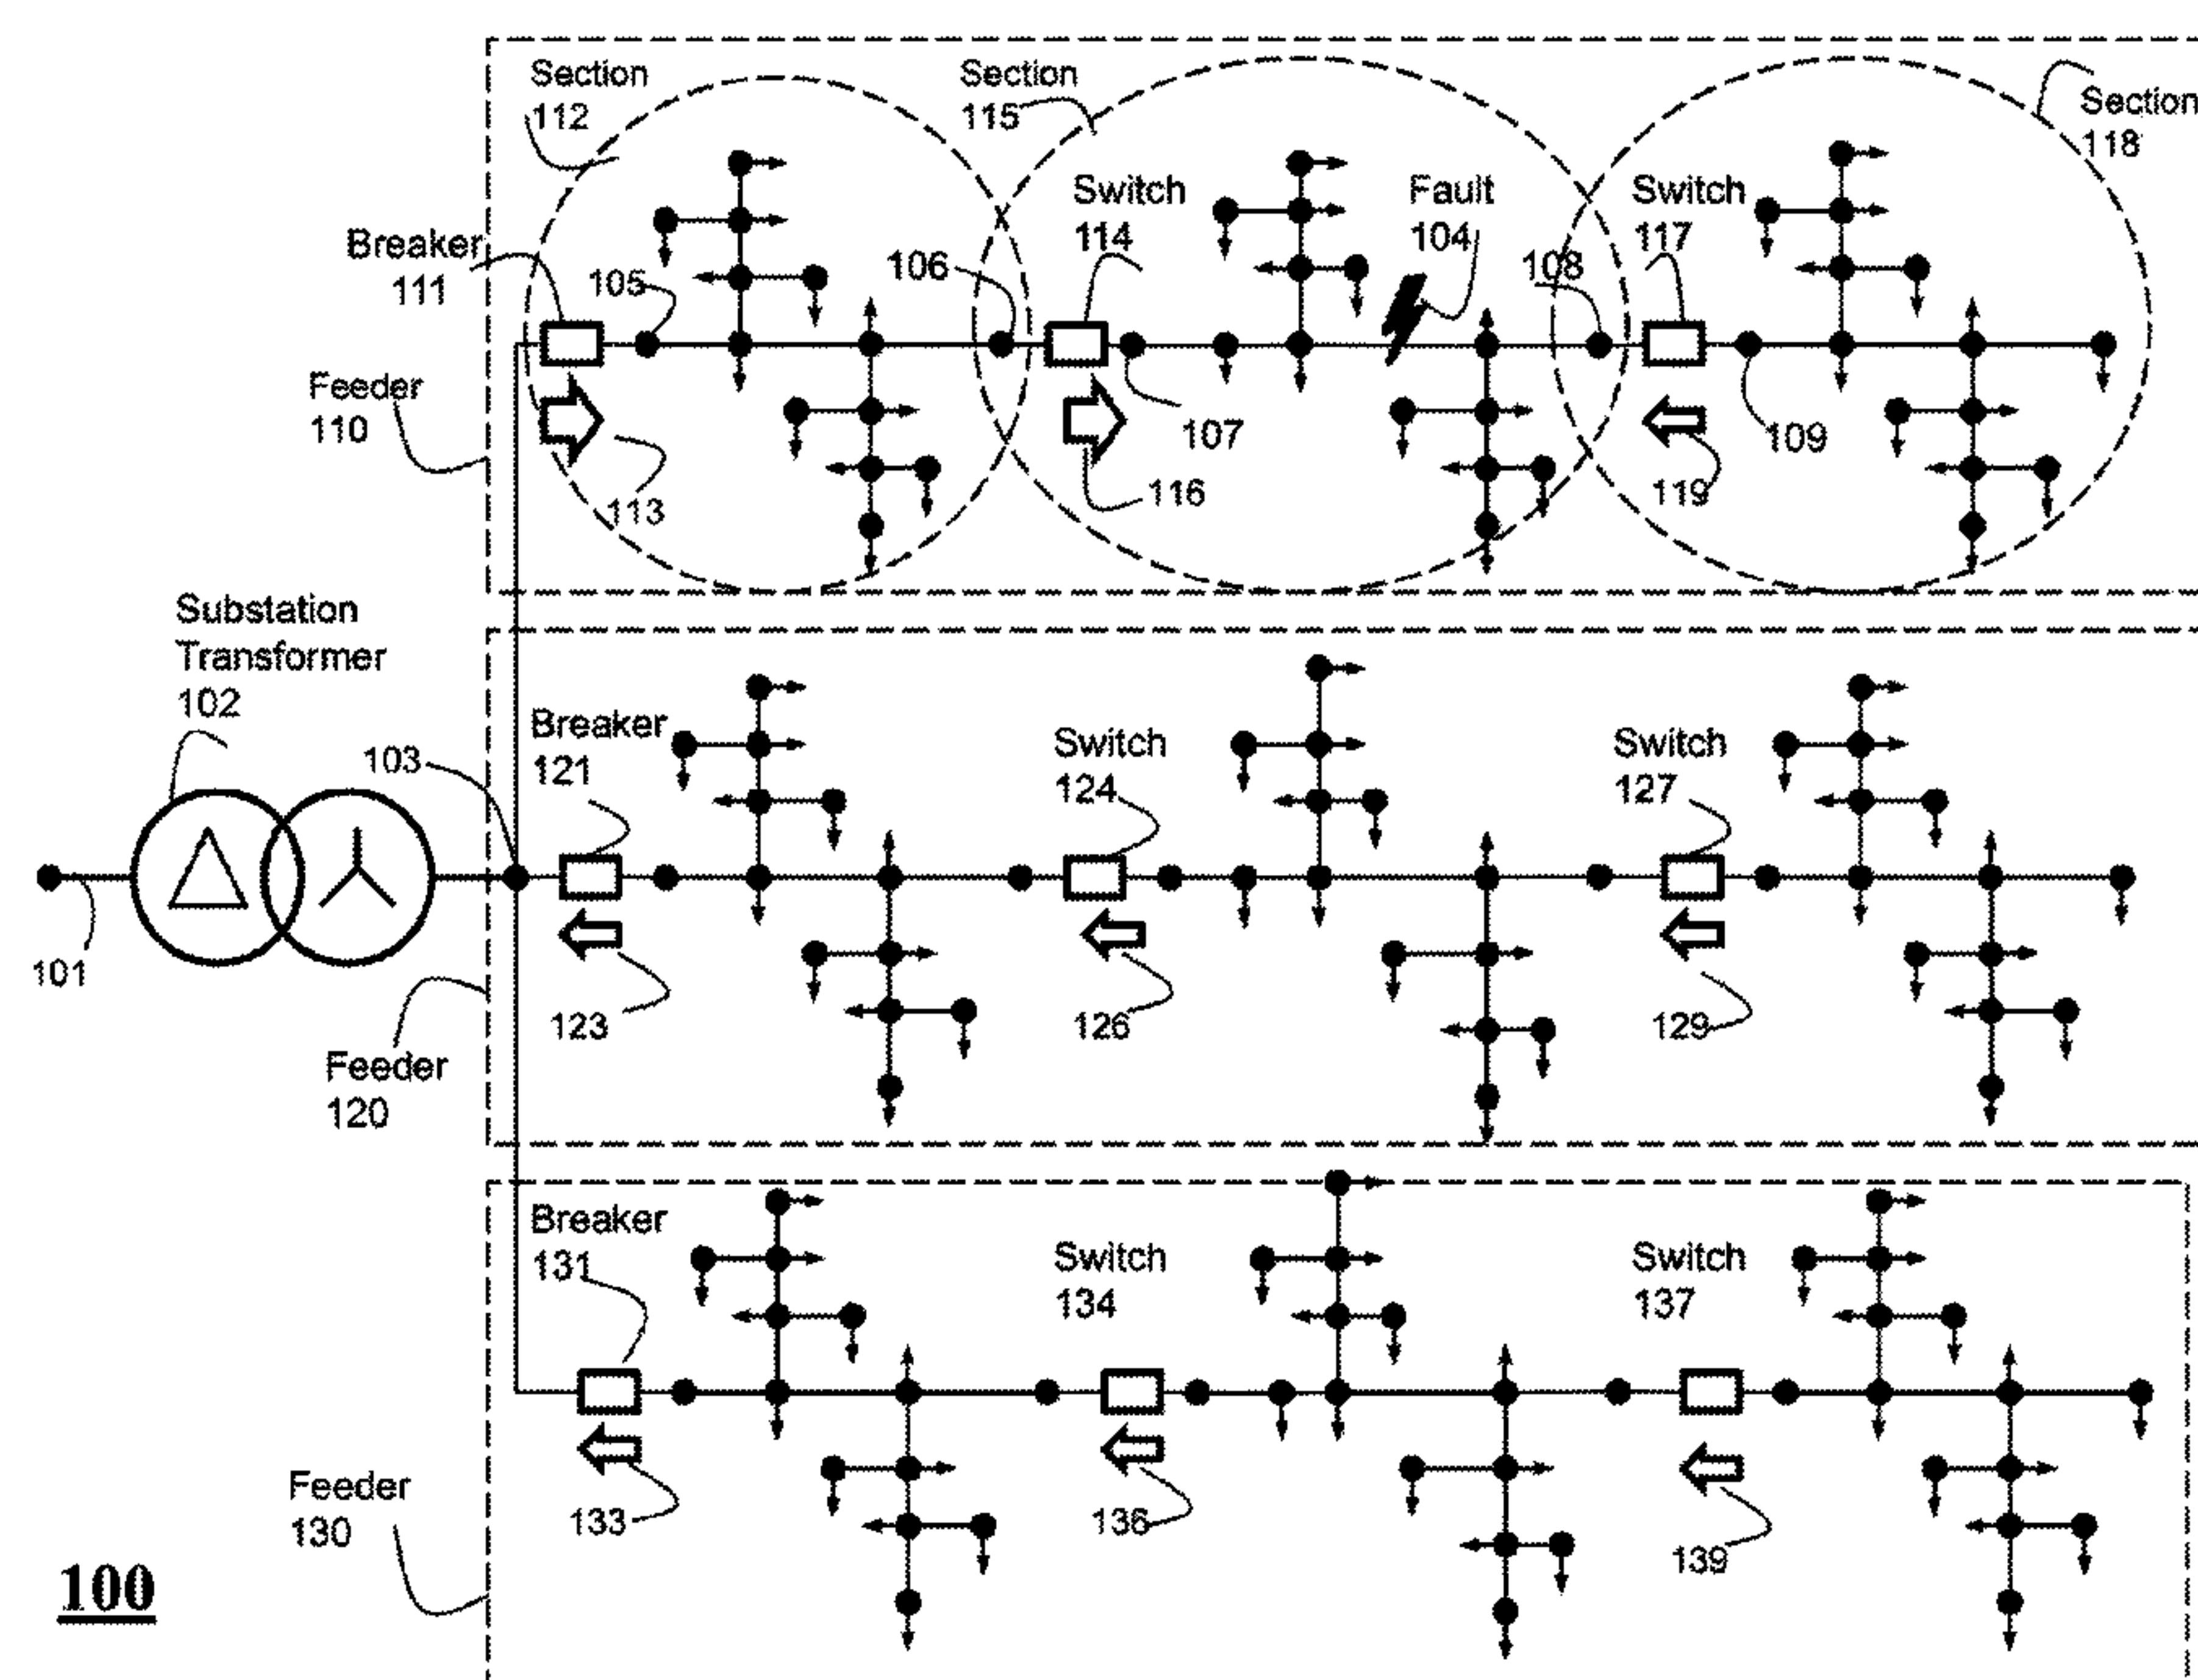 Section
112
Section
115
Section
118
Switch
114
Fault
104
Switch
117
Breaker
111
105
106
108
Feeder
110
107
109
113
116
119
Substation
Transformer
102
103
Breaker
121
Switch
124
Switch
127
101
123
126
129
Feeder
120
Breaker
131
Switch
134
Switch
137
Feeder
130
133
136
139
100